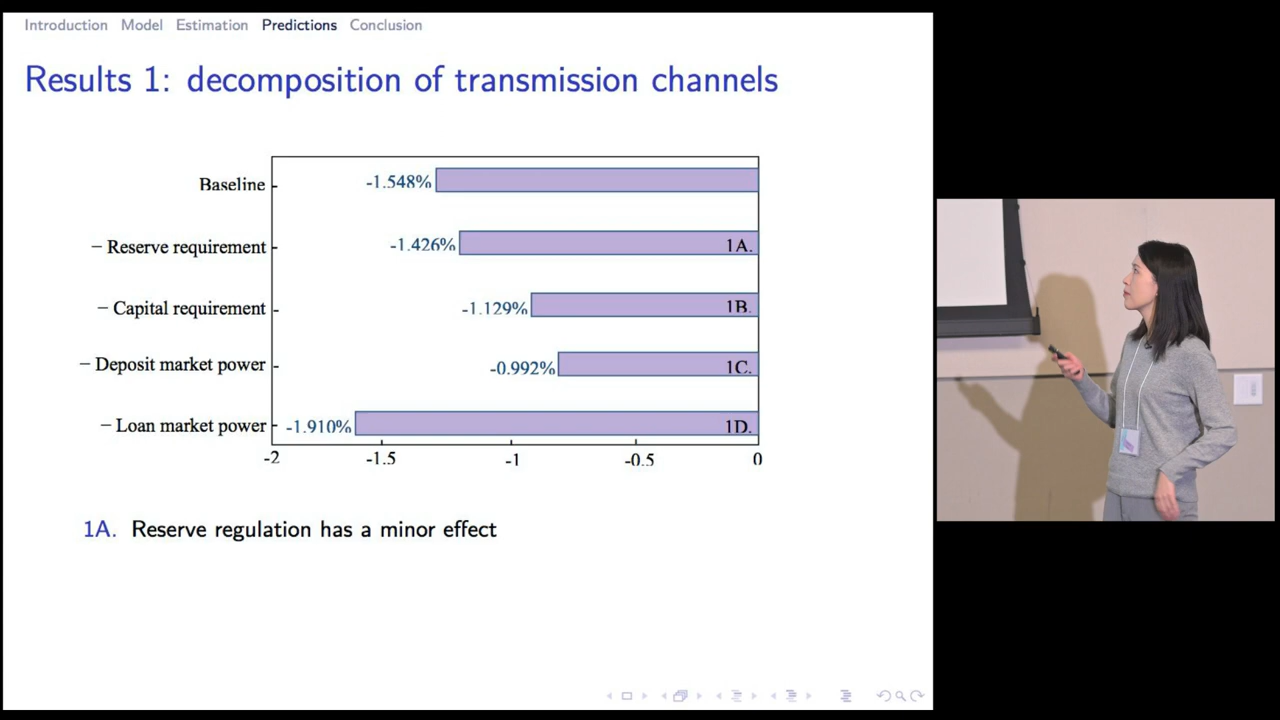 Introduction Model Estimation Predictions Conclusion
Results 1: decomposition of transmission channels
Baseline -1.548%
− Reserve requirement -1.426% 1A.
− Capital requirement -1.129% 1B.
− Deposit market power -0.992% 1C.
− Loan market power -1.910% 1D.
-2 -1.5 -1 -0.5 0
1A. Reserve regulation has a minor effect